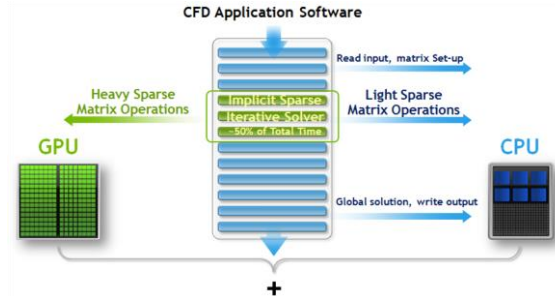 CFD Application Software
Read input, matrix Set-up
Heavy Sparse
Matrix Operations
Implicit Sparse
Iterative Solver
~50% of Total Time
Light Sparse
Matrix Operations
GPU
CPU
Global solution, write output
+